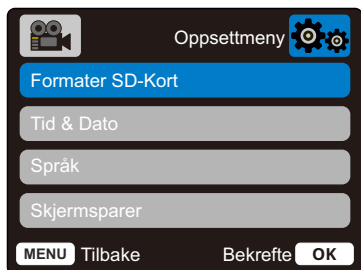 Oppsettmeny
Formater SD-Kort
Tid & Dato
Språk
Skjermsparer
MENU Tilbake Bekrefte OK